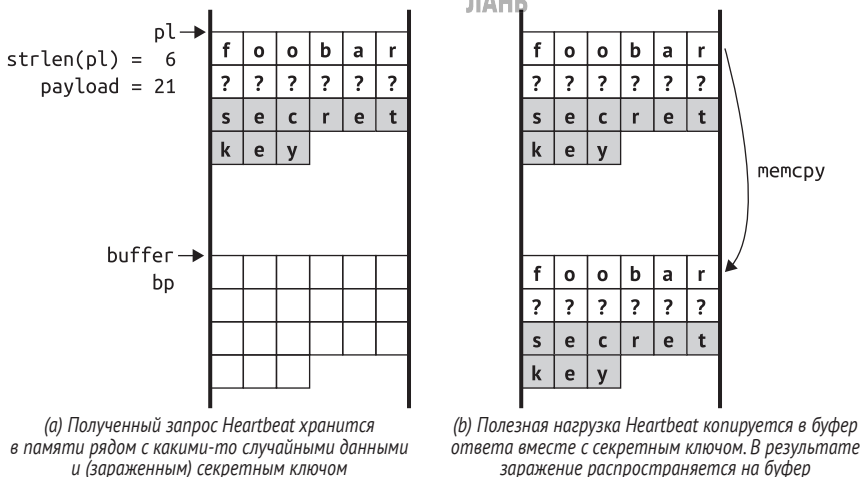 ЛАНЬ
pl
strlen(pl) = 6
payload = 21
f o o b a r
? ? ? ? ? ?
s e c r e t
k e y
buffer
bp
(a) Полученный запрос Heartbeat хранится
в памяти рядом с какими-то случайными данными
и (зараженным) секретным ключом
f o o b a r
? ? ? ? ? ?
s e c r e t
k e y
memcpy
f o o b a r
? ? ? ? ? ?
s e c r e t
k e y
(b) Полезная нагрузка Heartbeat копируется в буфер
ответа вместе с секретным ключом. В результате
заражение распространяется на буфер